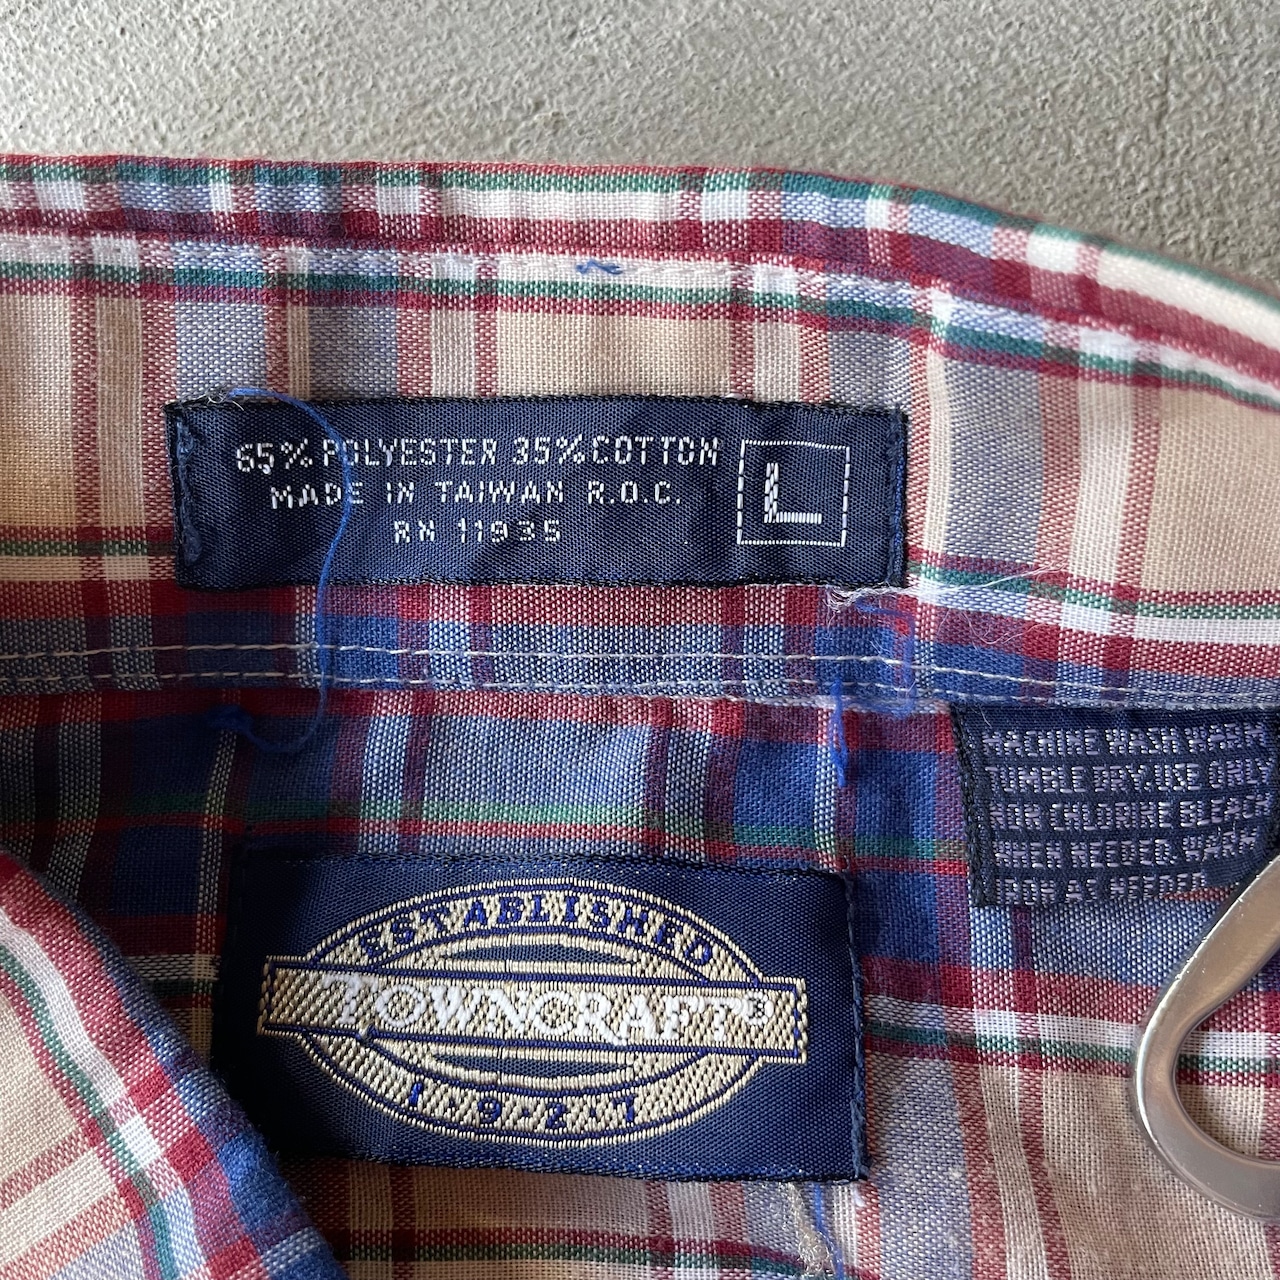 65% POLYESTER 35% COTTON
MADE IN TAIWAN R.O.C.
RN 11935
L
MACHINE WASH WARM
TUMBLE DRY. USE ONLY
NON CHLORINE BLEACH
WHEN NEEDED. WARM
IRON AS NEEDED
ESTABLISHED
TOWNCRAFT®
1·9·2·1